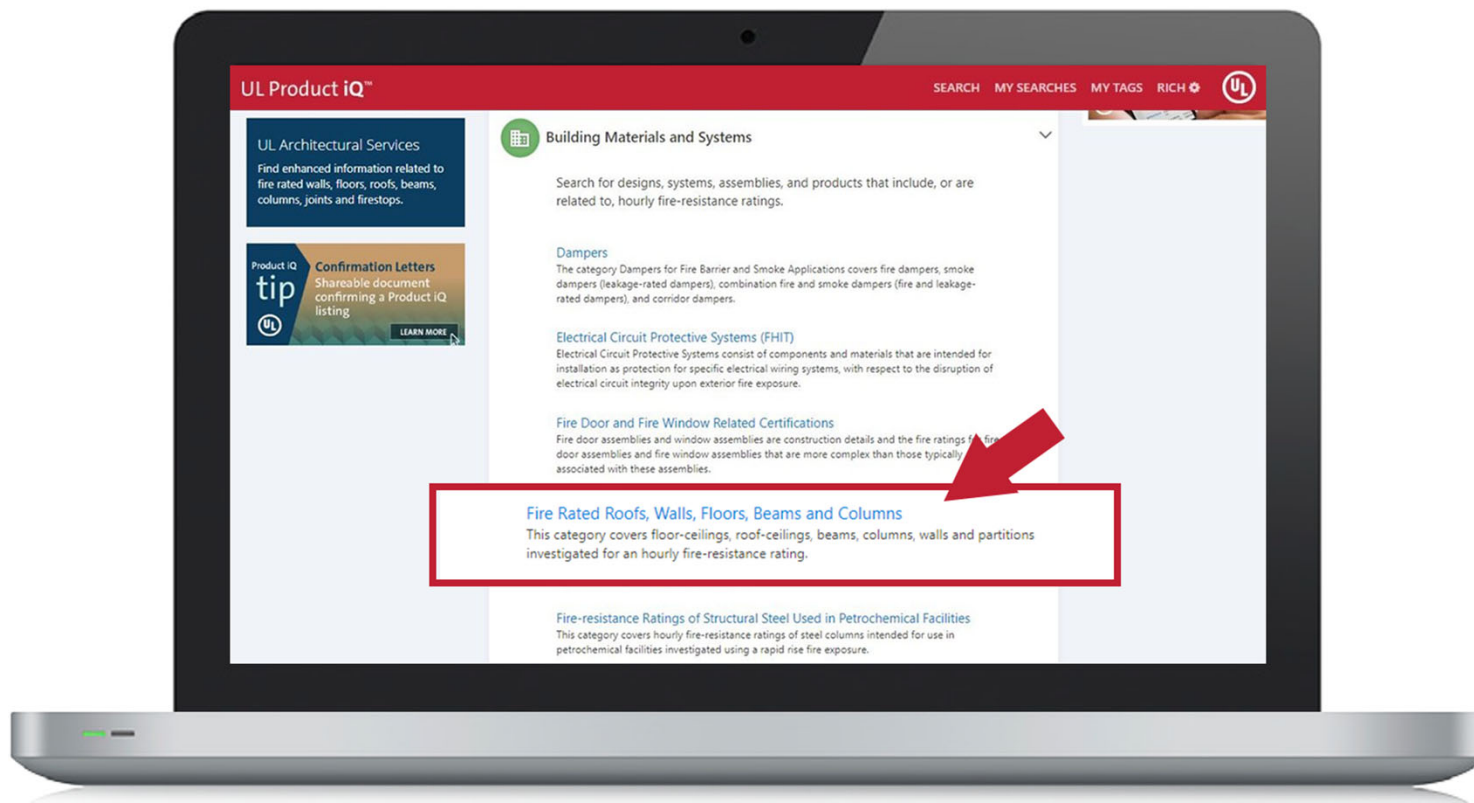 UL Product iQ™
SEARCH MY SEARCHES MY TAGS RICH
UL
UL Architectural Services
Find enhanced information related to
fire rated walls, floors, roofs, beams,
columns, joints and firestops.
Product iQ
tip
UL
Confirmation Letters
Shareable document
confirming a Product iQ
listing
LEARN MORE
Building Materials and Systems
Search for designs, systems, assemblies, and products that include, or are
related to, hourly fire-resistance ratings.
Dampers
The category Dampers for Fire Barrier and Smoke Applications covers fire dampers, smoke
dampers (leakage-rated dampers), combination fire and smoke dampers (fire and leakage-
rated dampers), and corridor dampers.
Electrical Circuit Protective Systems (FHIT)
Electrical Circuit Protective Systems consist of components and materials that are intended for
installation as protection for specific electrical wiring systems, with respect to the disruption of
electrical circuit integrity upon exterior fire exposure.
Fire Door and Fire Window Related Certifications
Fire door assemblies and window assemblies are construction details and the fire ratings for fire
door assemblies and fire window assemblies that are more complex than those typically
associated with these assemblies.
Fire Rated Roofs, Walls, Floors, Beams and Columns
This category covers floor-ceilings, roof-ceilings, beams, columns, walls and partitions
investigated for an hourly fire-resistance rating.
Fire-resistance Ratings of Structural Steel Used in Petrochemical Facilities
This category covers hourly fire-resistance ratings of steel columns intended for use in
petrochemical facilities investigated using a rapid rise fire exposure.